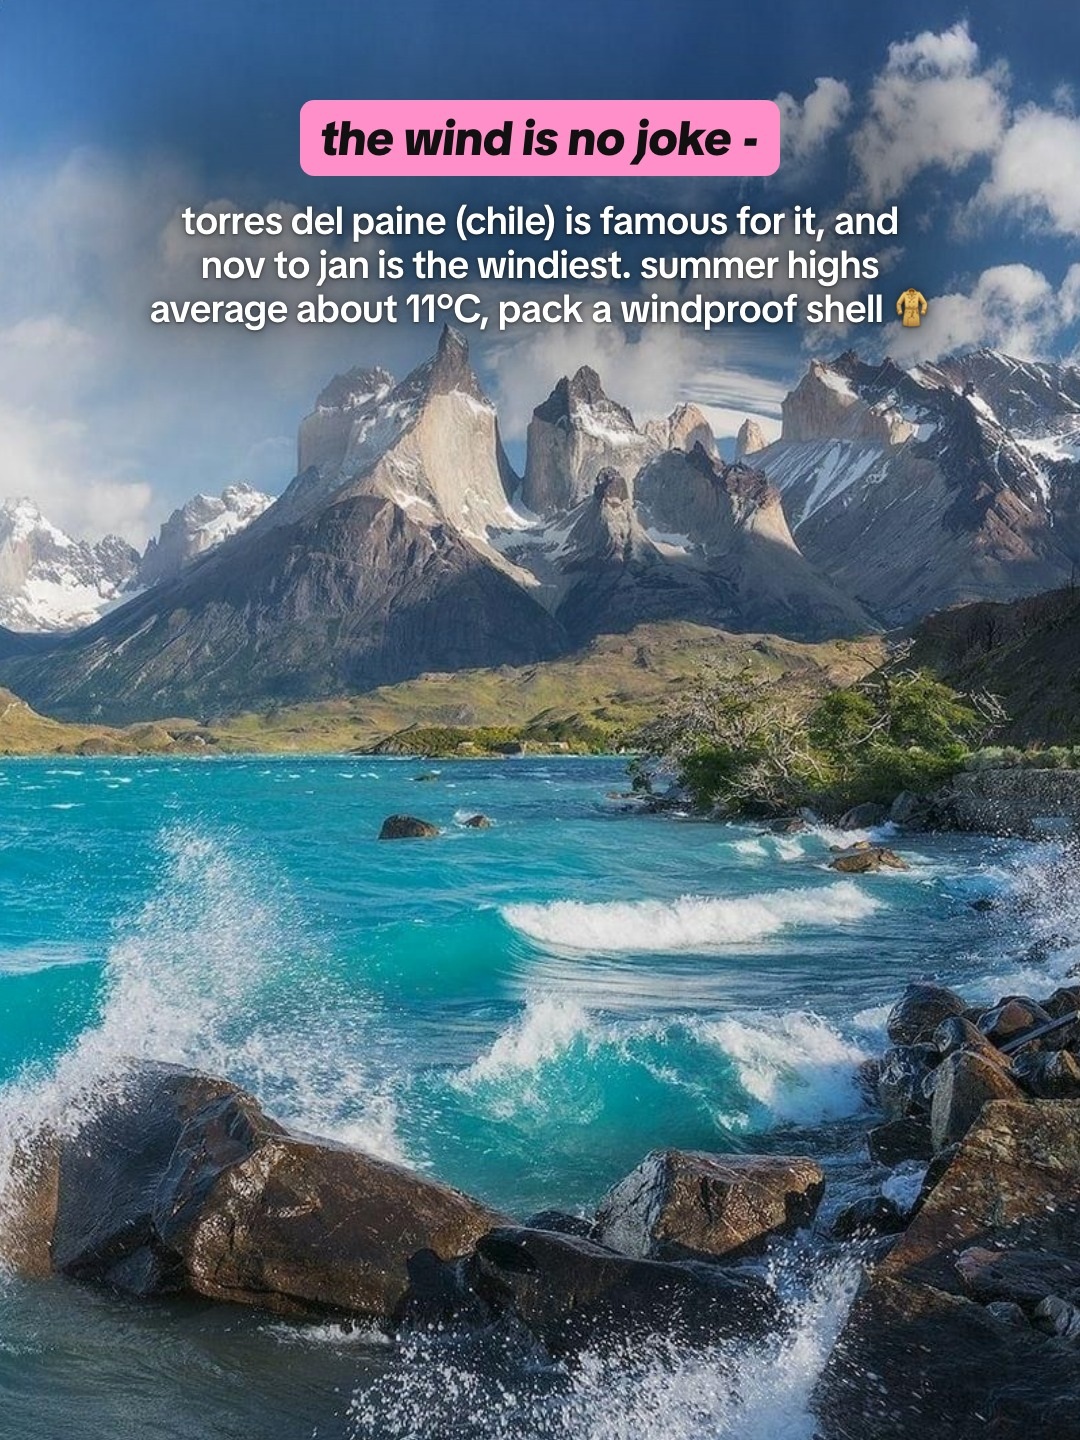 the wind is no joke -
torres del paine (chile) is famous for it, and
nov to jan is the windiest. summer highs
average about 11°C, pack a windproof shell 🧥